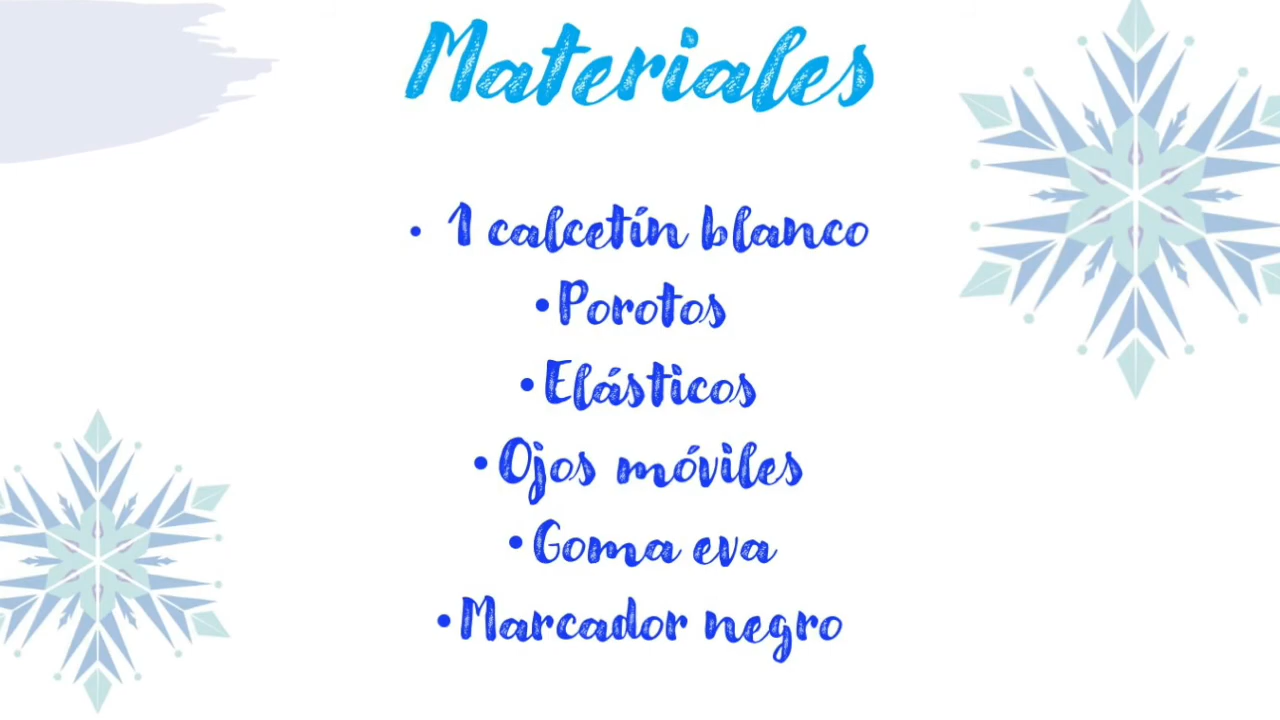 Materiales
• 1 calcetín blanco
• Porotos
• Elásticos
• Ojos móviles
• Goma eva
• Marcador negro